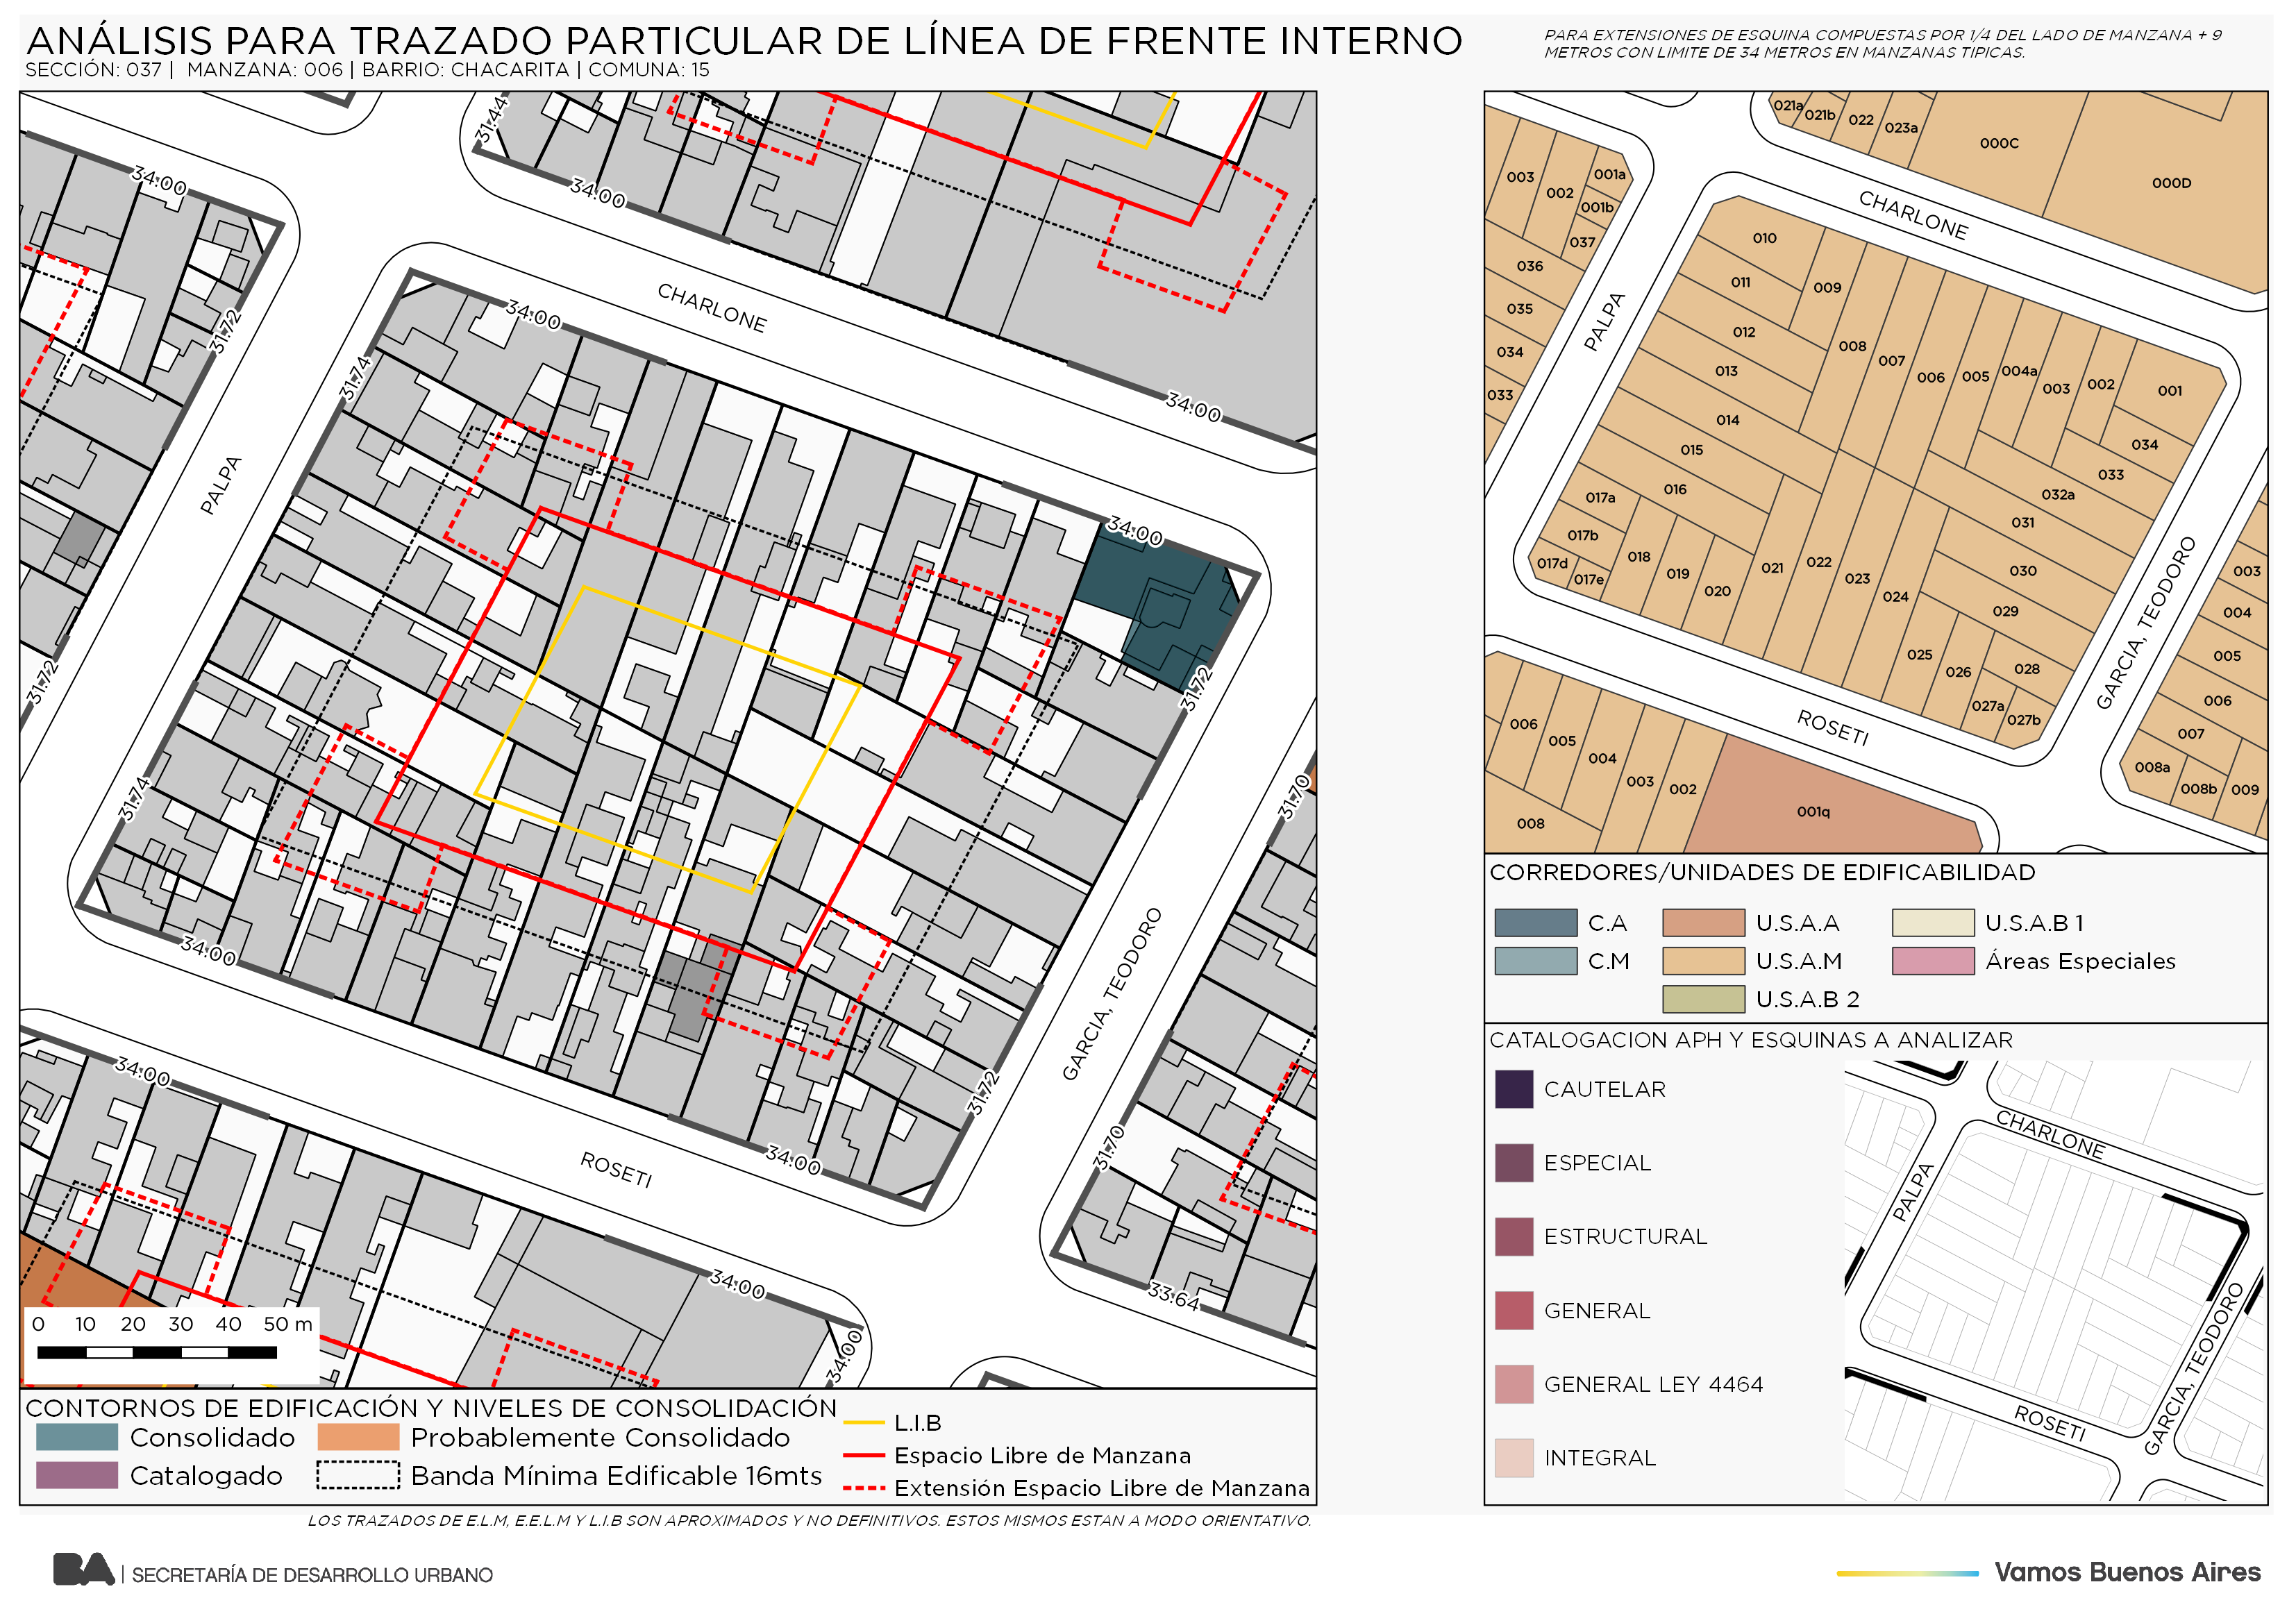 ANÁLISIS PARA TRAZADO PARTICULAR DE LÍNEA DE FRENTE INTERNO
SECCIÓN: 037 | MANZANA: 006 | BARRIO: CHACARITA | COMUNA: 15
PARA EXTENSIONES DE ESQUINA COMPUESTAS POR 1/4 DEL LADO DE MANZANA + 9
METROS CON LIMITE DE 34 METROS EN MANZANAS TIPICAS.
31.44
34.00
34.00
31.72
34.00
CHARLONE
31.74
34.00
PALPA
34.00
31.72
31.72
31.74
31.70
34.00
GARCIA, TEODORO
34.00
31.72
34.00
31.70
ROSETI
34.00
33.64
34.00
0 10 20 30 40 50 m
CONTORNOS DE EDIFICACIÓN Y NIVELES DE CONSOLIDACIÓN
Consolidado
Probablemente Consolidado
Catalogado
Banda Mínima Edificable 16mts
L.I.B
Espacio Libre de Manzana
Extensión Espacio Libre de Manzana
LOS TRAZADOS DE E.L.M, E.E.L.M Y L.I.B SON APROXIMADOS Y NO DEFINITIVOS. ESTOS MISMOS ESTAN A MODO ORIENTATIVO.
021a
021b
022
023a
000C
000D
003
002
001a
001b
037
036
035
034
033
PALPA
CHARLONE
010
011
009
012
008
013
007
006
005
004a
003
002
001
014
034
015
033
016
032a
017a
031
017b
017d
017e
018
019
020
021
022
023
024
030
029
025
026
028
027a
027b
ROSETI
GARCIA, TEODORO
003
004
005
006
007
008a
008b
009
006
005
004
003
002
008
001q
CORREDORES/UNIDADES DE EDIFICABILIDAD
C.A
U.S.A.A
U.S.A.B 1
C.M
U.S.A.M
Áreas Especiales
U.S.A.B 2
CATALOGACION APH Y ESQUINAS A ANALIZAR
CAUTELAR
ESPECIAL
ESTRUCTURAL
GENERAL
GENERAL LEY 4464
INTEGRAL
CHARLONE
PALPA
ROSETI
GARCIA, TEODORO
BA | SECRETARÍA DE DESARROLLO URBANO
Vamos Buenos Aires